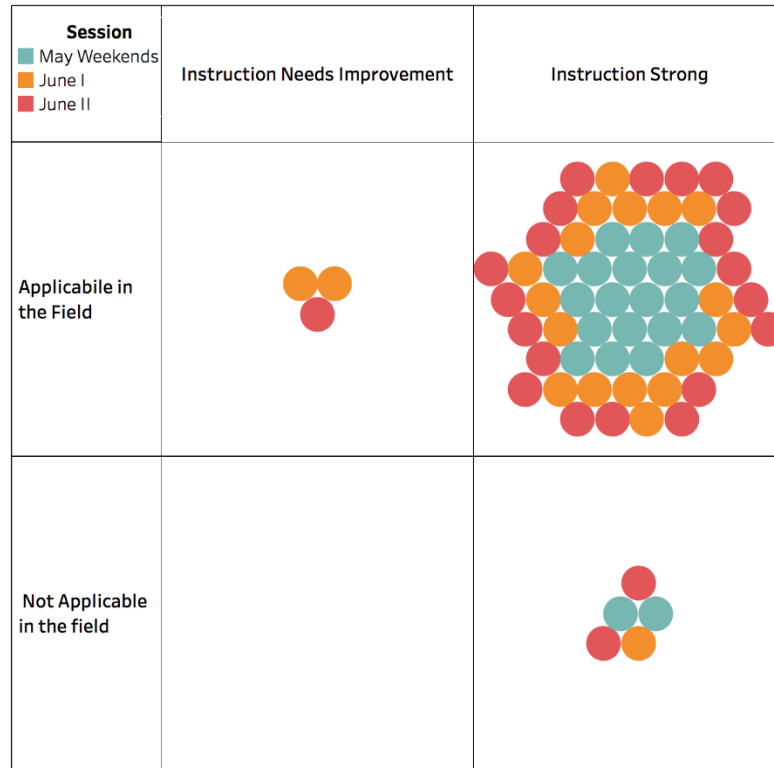 Session
May Weekends
June I
June II
Instruction Needs Improvement
Instruction Strong
Applicabile in
the Field
Not Applicable
in the field